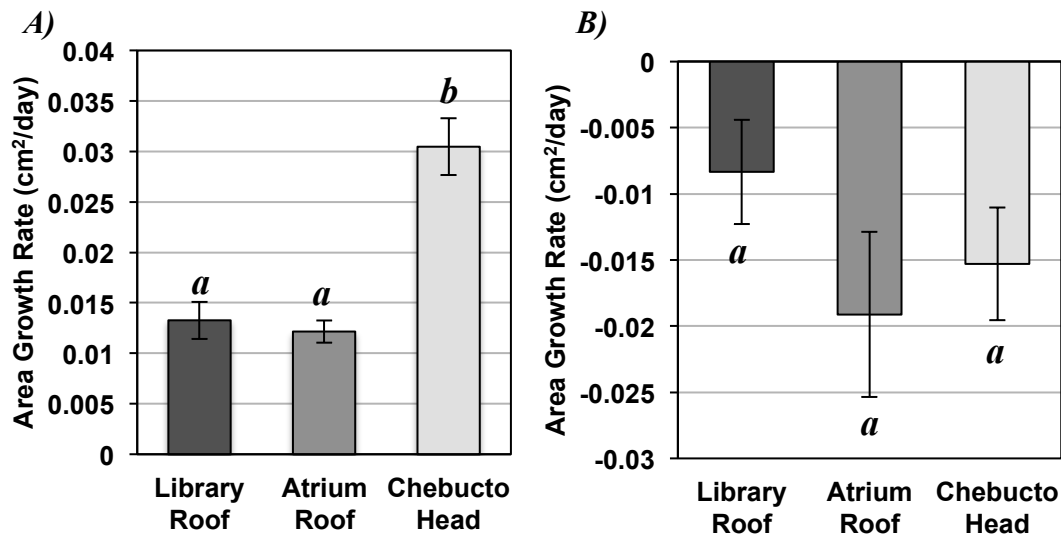 A)
Area Growth Rate (cm²/day)
0.04
0.035
0.03
0.025
0.02
0.015
0.01
0.005
0
a
a
b
Library Roof
Atrium Roof
Chebucto Head
B)
Area Growth Rate (cm²/day)
0
-0.005
-0.01
-0.015
-0.02
-0.025
-0.03
a
a
a
Library Roof
Atrium Roof
Chebucto Head